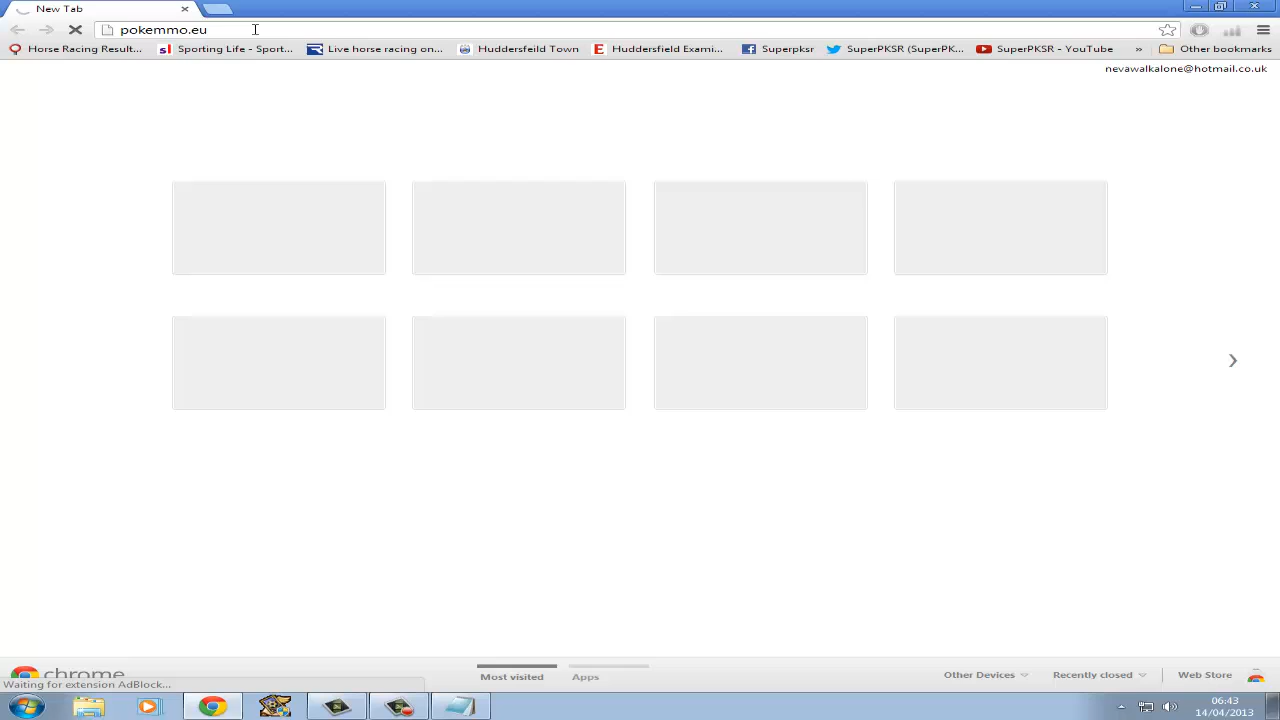 New Tab
pokemmo.eu
Horse Racing Result... Sporting Life - Sport... Live horse racing on... Huddersfeild Town Huddersfield Exami... Superpksr SuperPKSR (SuperPK... SuperPKSR - YouTube » Other bookmarks
nevawalkalone@hotmail.co.uk
chrome
Most visited Apps Other Devices Recently closed Web Store
Waiting for extension AdBlock...
06:43
14/04/2013